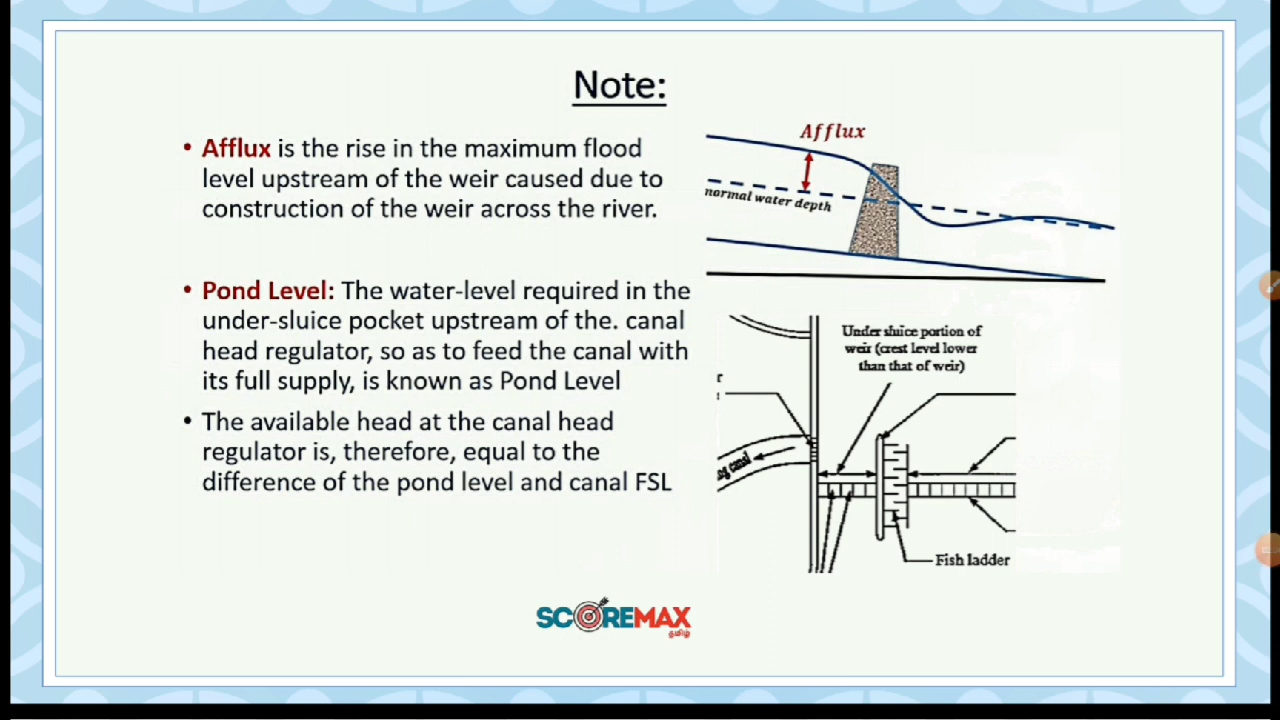 Note:
• Afflux is the rise in the maximum flood
level upstream of the weir caused due to
construction of the weir across the river.
• Pond Level: The water-level required in the
under-sluice pocket upstream of the. canal
head regulator, so as to feed the canal with
its full supply, is known as Pond Level
• The available head at the canal head
regulator is, therefore, equal to the
difference of the pond level and canal FSL
Afflux
normal water depth
Under sluice portion of
weir (crest level lower
than that of weir)
canal
Fish ladder
SCOREMAX
தமிழ்